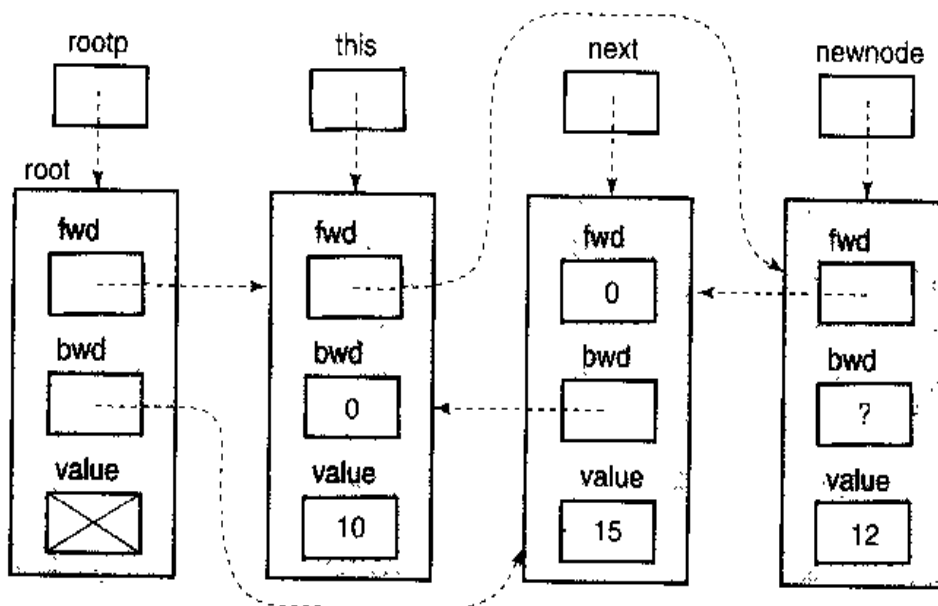 rootp
this
next
newnode
root
fwd
bwd
value
fwd
bwd
0
value
10
fwd
0
bwd
value
15
fwd
bwd
?
value
12